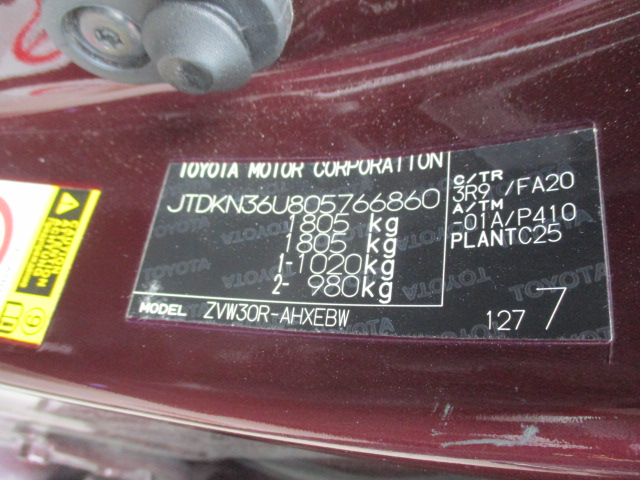 TOYOTA MOTOR CORPORATION
JTDKN36U805766860
1805 kg
1805 kg
1-1020kg
2- 980kg
MODEL ZVW30R-AHXEBW
C/TR
3R9 /FA20
A/TM
-01A/P410
PLANTC25
127 7